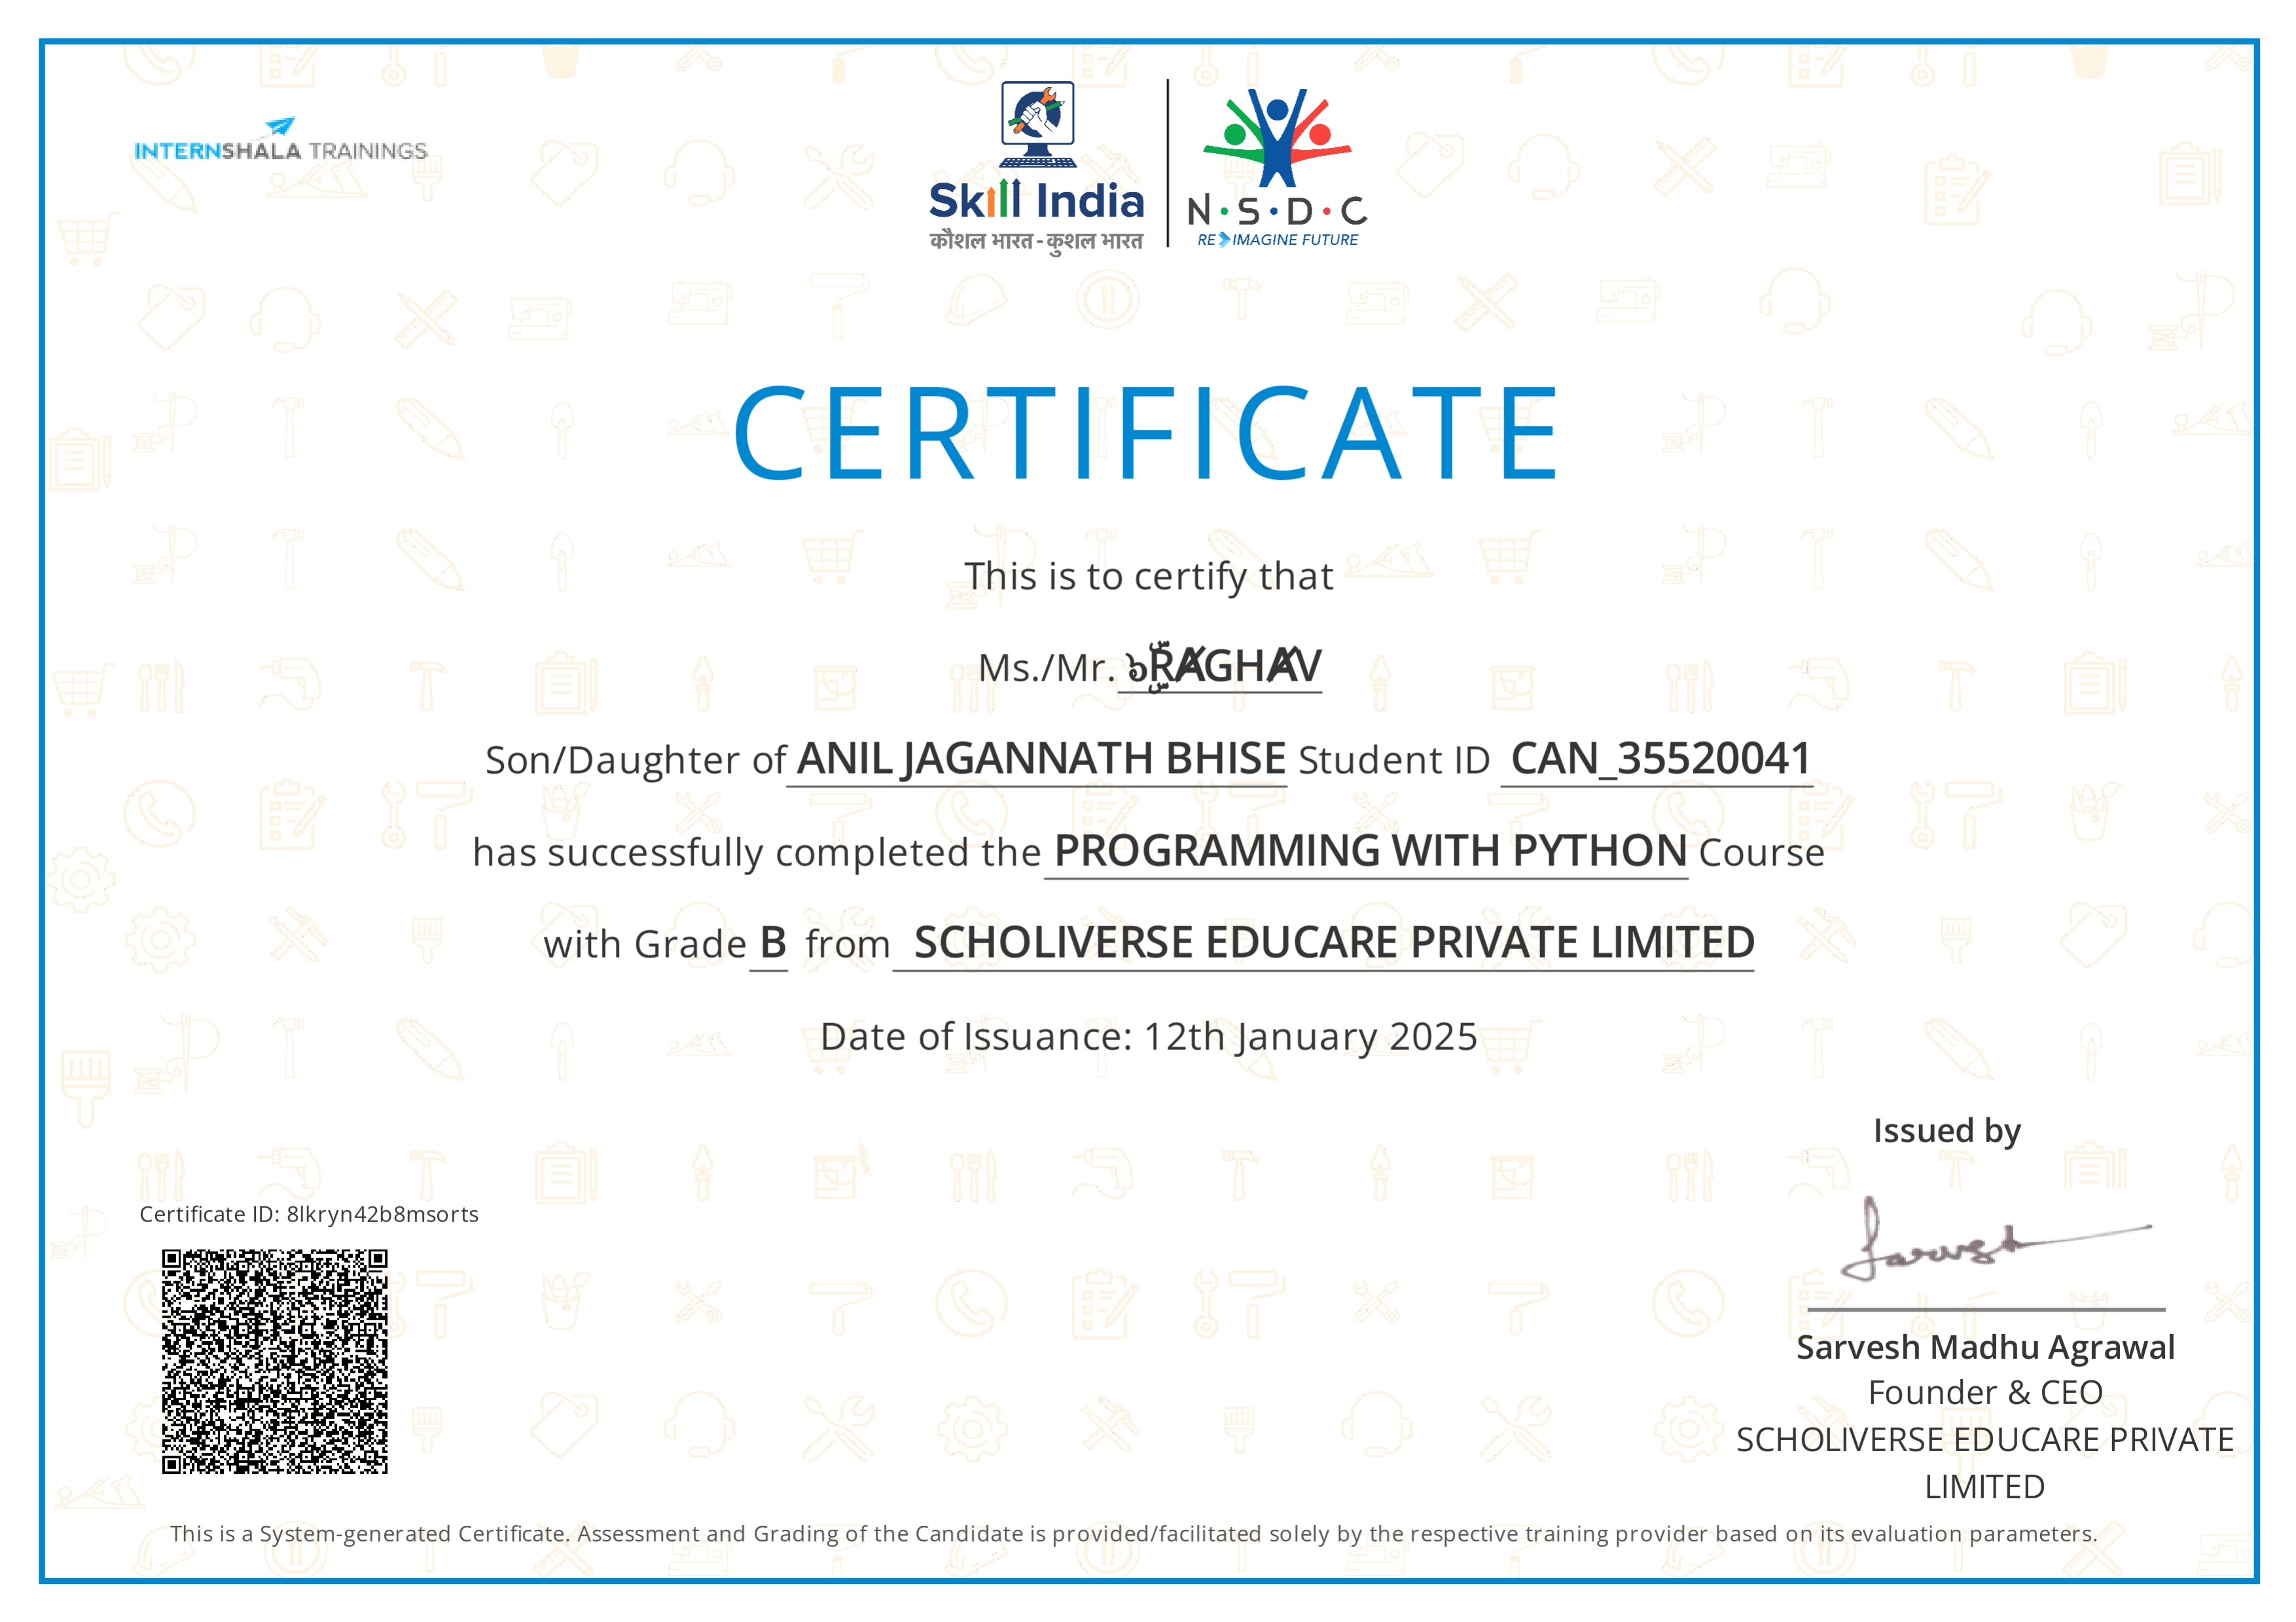 INTERNSHALA TRAININGS
Skill India
कौशल भारत - कुशल भारत
N·S·D·C
RE IMAGINE FUTURE
CERTIFICATE
This is to certify that
Ms./Mr. RAGHAV
Son/Daughter of ANIL JAGANNATH BHISE Student ID CAN_35520041
has successfully completed the PROGRAMMING WITH PYTHON Course
with Grade B from SCHOLIVERSE EDUCARE PRIVATE LIMITED
Date of Issuance: 12th January 2025
Issued by
Certificate ID: 8lkryn42b8msorts
Sarvesh Madhu Agrawal
Founder & CEO
SCHOLIVERSE EDUCARE PRIVATE
LIMITED
This is a System-generated Certificate. Assessment and Grading of the Candidate is provided/facilitated solely by the respective training provider based on its evaluation parameters.